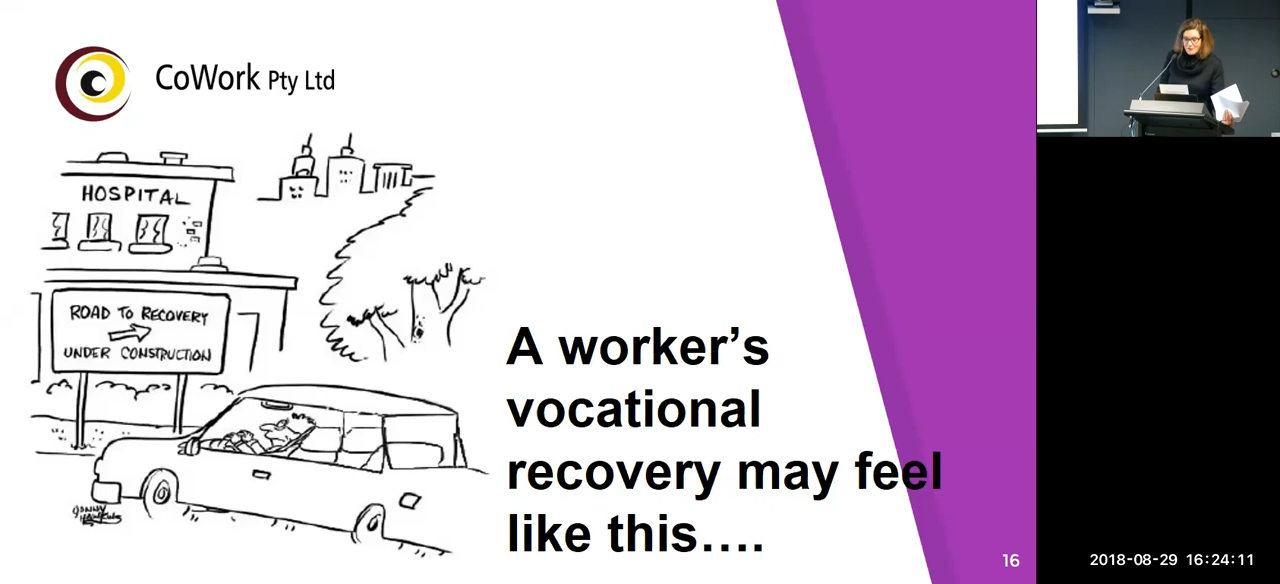 CoWork Pty Ltd
HOSPITAL
ROAD TO RECOVERY
UNDER CONSTRUCTION
A worker’s
vocational
recovery may feel
like this….
16
2018-08-29 16:24:11